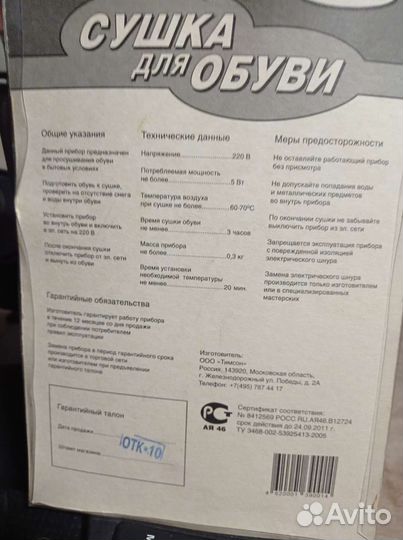 СУШКА
ДЛЯ ОБУВИ
Общие указания
Данный прибор предназначен
для просушивания обуви
в бытовых условиях
Подготовить обувь к сушке,
проверить на отсутствие снега
и воды внутри обуви
Установить прибор
во внутрь обуви и включить
в эл. сеть на 220 В
После окончания сушки
отключить прибор от эл. сети
и вынуть из обуви
Технические данные
Напряжение 220 В
Потребляемая мощность
не более 5 Вт
Температура воздуха
при сушке не более 60-70°С
Время сушки обуви
не менее 3 часов
Масса прибора
не более 0,3 кг
Время установки
необходимой температуры
не менее 20 мин.
Меры предосторожности
Не оставляйте работающий прибор
без присмотра
Не допускайте попадания воды
и металлических предметов
во внутрь прибора
По окончании сушки не забывайте
выключить прибор из эл. сети
Запрещается эксплуатация прибора
с поврежденной изоляцией
электрического шнура
Замена электрического шнура
производится только изготовителем
или в специализированных
мастерских
Гарантийные обязательства
Изготовитель гарантирует работу прибора
в течение 12 месяцев со дня продажи
при соблюдении потребителем
правил эксплуатации
Замена прибора в период гарантийного срока
производится в торговой сети
или изготовителем при предъявлении
гарантийного талона
Изготовитель:
ООО «Тимсон»
Россия, 143920, Московская область,
г. Железнодорожный ул. Победы, д. 2А
Телефон: +7(495) 787 44 17
Гарантийный талон
Дата продажи
Штамп магазина
ОТК-10
РСТ
АЯ 46
Сертификат соответствия:
№ 8412569 РОСС.RU.АЯ46.В12724
срок действия до 24.09.2011 г.
ТУ 3468-002-53925413-2005
4 620001 590014
Avito